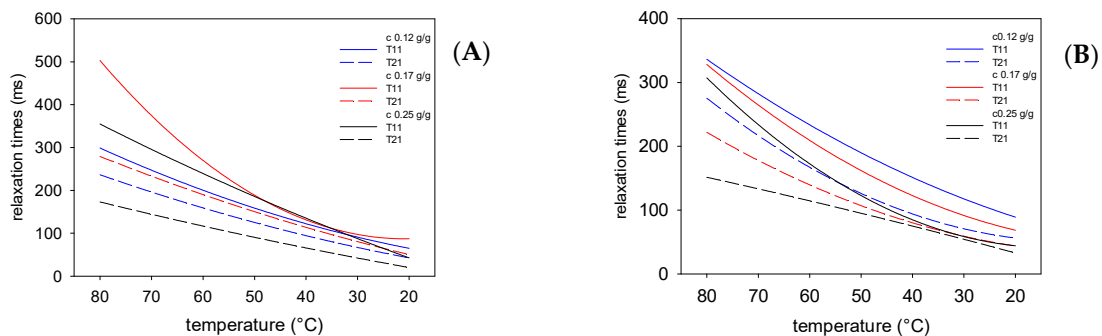 600
500
400
300
200
100
0
relaxation times (ms)
80 70 60 50 40 30 20
temperature (°C)
c 0.12 g/g
T11
T21
c 0.17 g/g
T11
T21
c 0.25 g/g
T11
T21
(A)
400
300
200
100
0
relaxation times (ms)
80 70 60 50 40 30 20
temperature (°C)
c0.12 g/g
T11
T21
c 0.17 g/g
T11
T21
c0.25 g/g
T11
T21
(B)